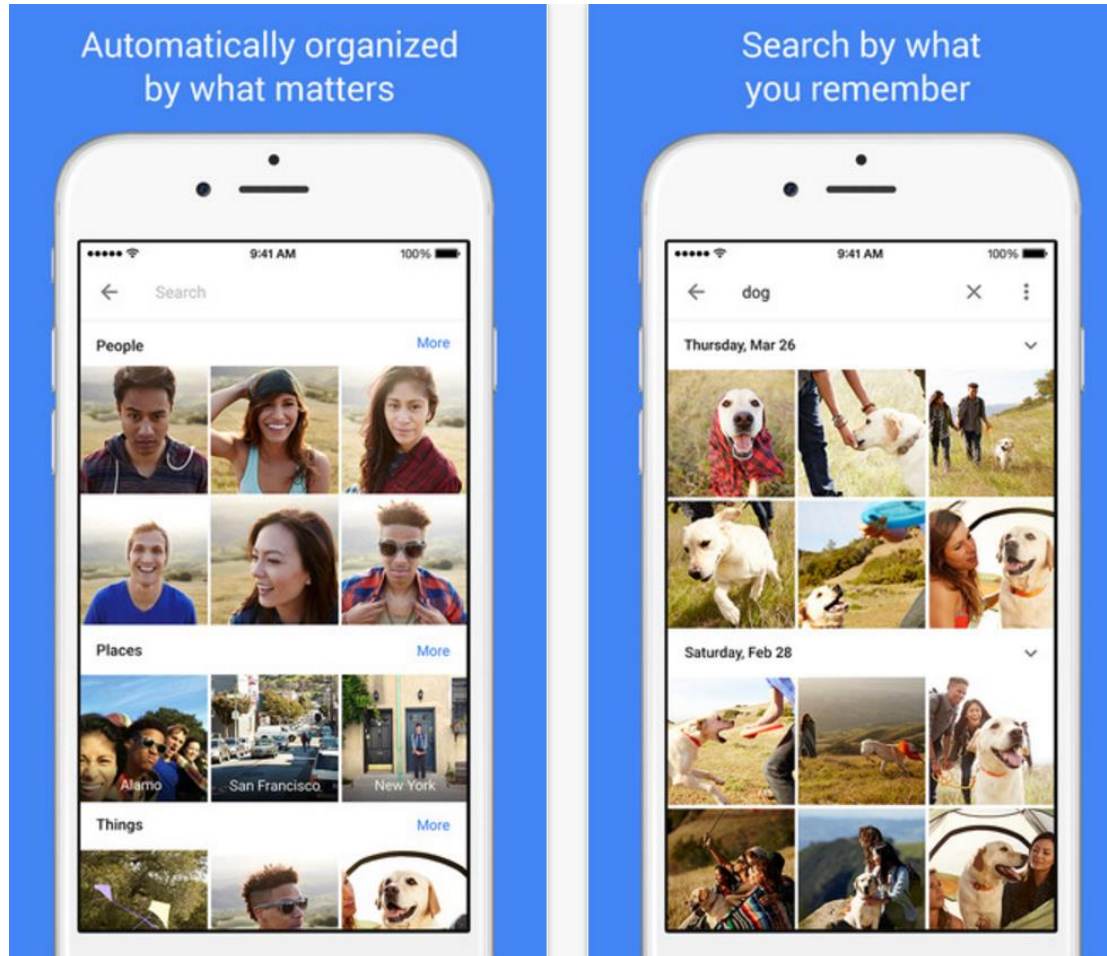 Automatically organized
by what matters
9:41 AM
100%
Search
People
More
Places
More
Alamo
San Francisco
New York
Things
More
Search by what
you remember
9:41 AM
100%
dog
Thursday, Mar 26
Saturday, Feb 28